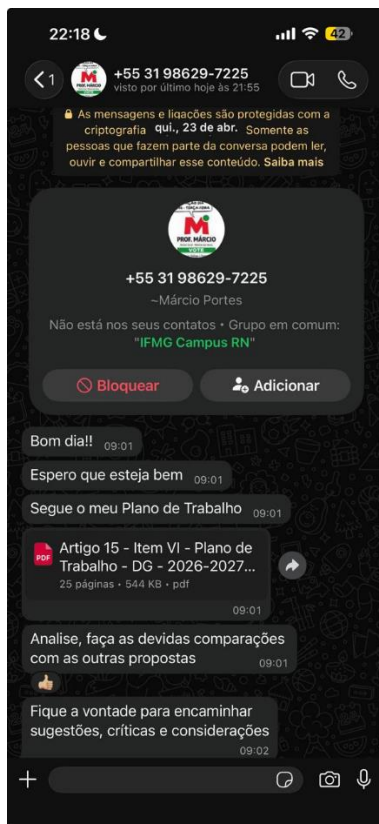 22:18
42
1
+55 31 98629-7225
visto por último hoje às 21:55
As mensagens e ligações são protegidas com a
criptografia qui., 23 de abr. Somente as
pessoas que fazem parte da conversa podem ler,
ouvir e compartilhar esse conteúdo. Saiba mais
M
PROF. MÁRCIO
VOTE
+55 31 98629-7225
~Márcio Portes
Não está nos seus contatos • Grupo em comum:
"IFMG Campus RN"
Bloquear
Adicionar
Bom dia!! 09:01
Espero que esteja bem 09:01
Segue o meu Plano de Trabalho 09:01
PDF
Artigo 15 - Item VI - Plano de
Trabalho - DG - 2026-2027...
25 páginas • 544 KB • pdf
09:01
Analise, faça as devidas comparações
com as outras propostas 09:01
Fique a vontade para encaminhar
sugestões, críticas e considerações
09:02